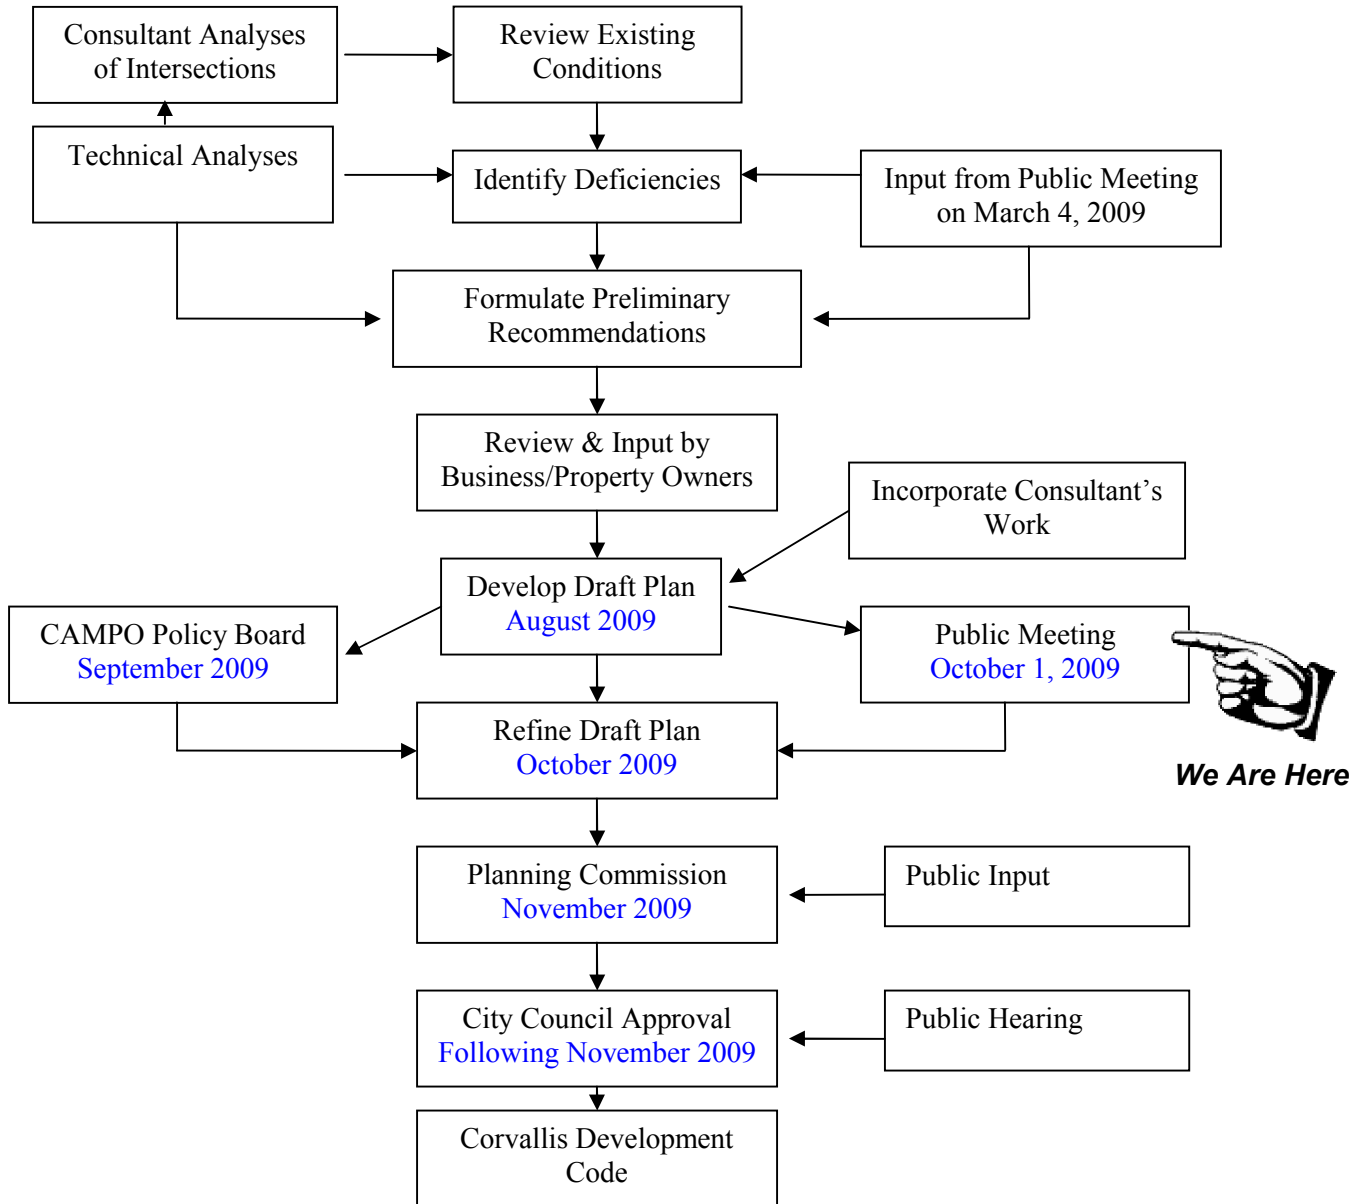 Consultant Analyses
of Intersections
Review Existing
Conditions
Technical Analyses
Identify Deficiencies
Input from Public Meeting
on March 4, 2009
Formulate Preliminary
Recommendations
Review & Input by
Business/Property Owners
Incorporate Consultant's
Work
Develop Draft Plan
August 2009
CAMPO Policy Board
September 2009
Public Meeting
October 1, 2009
We Are Here
Refine Draft Plan
October 2009
Planning Commission
November 2009
Public Input
City Council Approval
Following November 2009
Public Hearing
Corvallis Development
Code